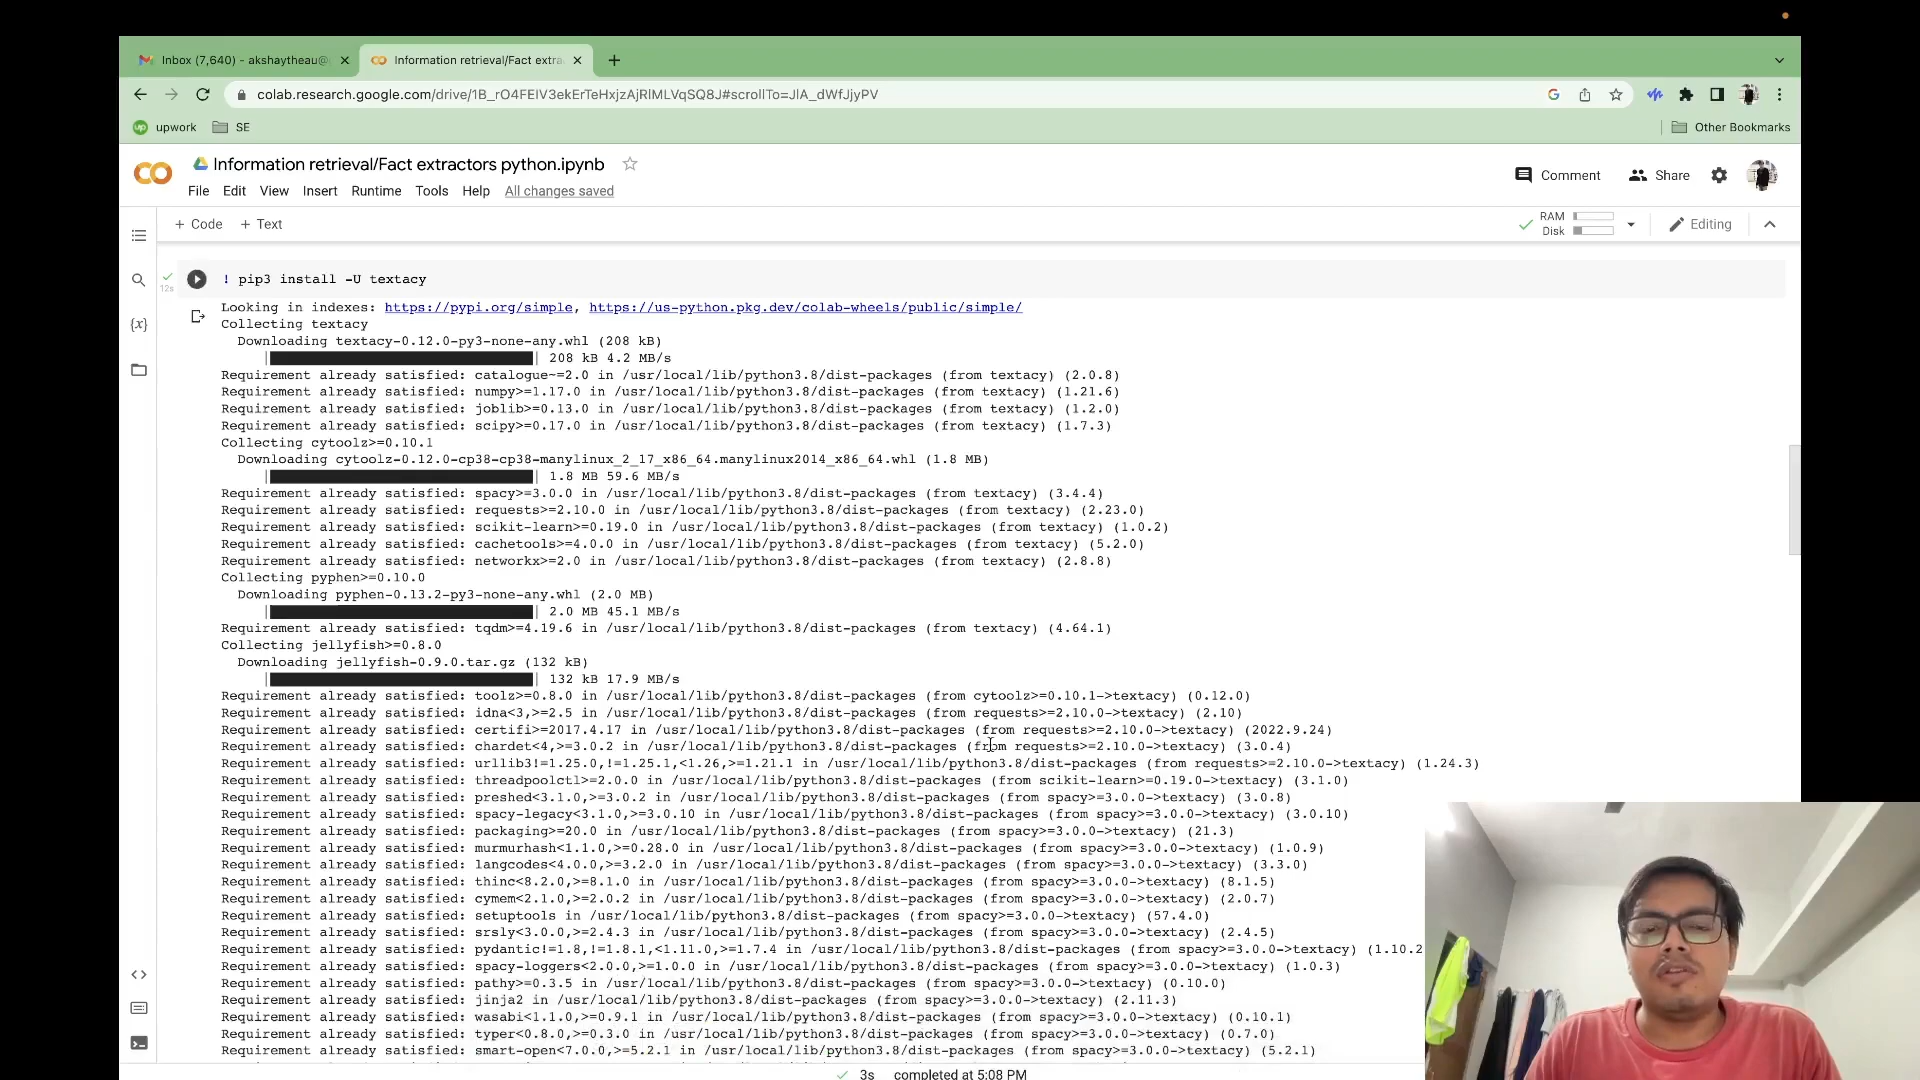 Inbox (7,640) - akshaytheau@
Information retrieval/Fact extra
colab.research.google.com/drive/1B_rO4FEIV3ekErTeHxjzAjRlMLVqSQ8J#scrollTo=JlA_dWfJjyPV
upwork
SE
Other Bookmarks
Information retrieval/Fact extractors python.ipynb
Comment
Share
File Edit View Insert Runtime Tools Help All changes saved
+ Code + Text
RAM
Disk
Editing
12s
! pip3 install -U textacy
Looking in indexes: https://pypi.org/simple, https://us-python.pkg.dev/colab-wheels/public/simple/
Collecting textacy
Downloading textacy-0.12.0-py3-none-any.whl (208 kB)
| 208 kB 4.2 MB/s
Requirement already satisfied: catalogue~=2.0 in /usr/local/lib/python3.8/dist-packages (from textacy) (2.0.8)
Requirement already satisfied: numpy>=1.17.0 in /usr/local/lib/python3.8/dist-packages (from textacy) (1.21.6)
Requirement already satisfied: joblib>=0.13.0 in /usr/local/lib/python3.8/dist-packages (from textacy) (1.2.0)
Requirement already satisfied: scipy>=0.17.0 in /usr/local/lib/python3.8/dist-packages (from textacy) (1.7.3)
Collecting cytoolz>=0.10.1
Downloading cytoolz-0.12.0-cp38-cp38-manylinux_2_17_x86_64.manylinux2014_x86_64.whl (1.8 MB)
| 1.8 MB 59.6 MB/s
Requirement already satisfied: spacy>=3.0.0 in /usr/local/lib/python3.8/dist-packages (from textacy) (3.4.4)
Requirement already satisfied: requests>=2.10.0 in /usr/local/lib/python3.8/dist-packages (from textacy) (2.23.0)
Requirement already satisfied: scikit-learn>=0.19.0 in /usr/local/lib/python3.8/dist-packages (from textacy) (1.0.2)
Requirement already satisfied: cachetools>=4.0.0 in /usr/local/lib/python3.8/dist-packages (from textacy) (5.2.0)
Requirement already satisfied: networkx>=2.0 in /usr/local/lib/python3.8/dist-packages (from textacy) (2.8.8)
Collecting pyphen>=0.10.0
Downloading pyphen-0.13.2-py3-none-any.whl (2.0 MB)
| 2.0 MB 45.1 MB/s
Requirement already satisfied: tqdm>=4.19.6 in /usr/local/lib/python3.8/dist-packages (from textacy) (4.64.1)
Collecting jellyfish>=0.8.0
Downloading jellyfish-0.9.0.tar.gz (132 kB)
| 132 kB 17.9 MB/s
Requirement already satisfied: toolz>=0.8.0 in /usr/local/lib/python3.8/dist-packages (from cytoolz>=0.10.1->textacy) (0.12.0)
Requirement already satisfied: idna<3,>=2.5 in /usr/local/lib/python3.8/dist-packages (from requests>=2.10.0->textacy) (2.10)
Requirement already satisfied: certifi>=2017.4.17 in /usr/local/lib/python3.8/dist-packages (from requests>=2.10.0->textacy) (2022.9.24)
Requirement already satisfied: chardet<4,>=3.0.2 in /usr/local/lib/python3.8/dist-packages (from requests>=2.10.0->textacy) (3.0.4)
Requirement already satisfied: urllib3!=1.25.0,!=1.25.1,<1.26,>=1.21.1 in /usr/local/lib/python3.8/dist-packages (from requests>=2.10.0->textacy) (1.24.3)
Requirement already satisfied: threadpoolctl>=2.0.0 in /usr/local/lib/python3.8/dist-packages (from scikit-learn>=0.19.0->textacy) (3.1.0)
Requirement already satisfied: preshed<3.1.0,>=3.0.2 in /usr/local/lib/python3.8/dist-packages (from spacy>=3.0.0->textacy) (3.0.8)
Requirement already satisfied: spacy-legacy<3.1.0,>=3.0.10 in /usr/local/lib/python3.8/dist-packages (from spacy>=3.0.0->textacy) (3.0.10)
Requirement already satisfied: packaging>=20.0 in /usr/local/lib/python3.8/dist-packages (from spacy>=3.0.0->textacy) (21.3)
Requirement already satisfied: murmurhash<1.1.0,>=0.28.0 in /usr/local/lib/python3.8/dist-packages (from spacy>=3.0.0->textacy) (1.0.9)
Requirement already satisfied: langcodes<4.0.0,>=3.2.0 in /usr/local/lib/python3.8/dist-packages (from spacy>=3.0.0->textacy) (3.3.0)
Requirement already satisfied: thinc<8.2.0,>=8.1.0 in /usr/local/lib/python3.8/dist-packages (from spacy>=3.0.0->textacy) (8.1.5)
Requirement already satisfied: cymem<2.1.0,>=2.0.2 in /usr/local/lib/python3.8/dist-packages (from spacy>=3.0.0->textacy) (2.0.7)
Requirement already satisfied: setuptools in /usr/local/lib/python3.8/dist-packages (from spacy>=3.0.0->textacy) (57.4.0)
Requirement already satisfied: srsly<3.0.0,>=2.4.3 in /usr/local/lib/python3.8/dist-packages (from spacy>=3.0.0->textacy) (2.4.5)
Requirement already satisfied: pydantic!=1.8,!=1.8.1,<1.11.0,>=1.7.4 in /usr/local/lib/python3.8/dist-packages (from spacy>=3.0.0->textacy) (1.10.2
Requirement already satisfied: spacy-loggers<2.0.0,>=1.0.0 in /usr/local/lib/python3.8/dist-packages (from spacy>=3.0.0->textacy) (1.0.3)
Requirement already satisfied: pathy>=0.3.5 in /usr/local/lib/python3.8/dist-packages (from spacy>=3.0.0->textacy) (0.10.0)
Requirement already satisfied: jinja2 in /usr/local/lib/python3.8/dist-packages (from spacy>=3.0.0->textacy) (2.11.3)
Requirement already satisfied: wasabi<1.1.0,>=0.9.1 in /usr/local/lib/python3.8/dist-packages (from spacy>=3.0.0->textacy) (0.10.1)
Requirement already satisfied: typer<0.8.0,>=0.3.0 in /usr/local/lib/python3.8/dist-packages (from spacy>=3.0.0->textacy) (0.7.0)
Requirement already satisfied: smart-open<7.0.0,>=5.2.1 in /usr/local/lib/python3.8/dist-packages (from spacy>=3.0.0->textacy) (5.2.1)
3s completed at 5:08 PM